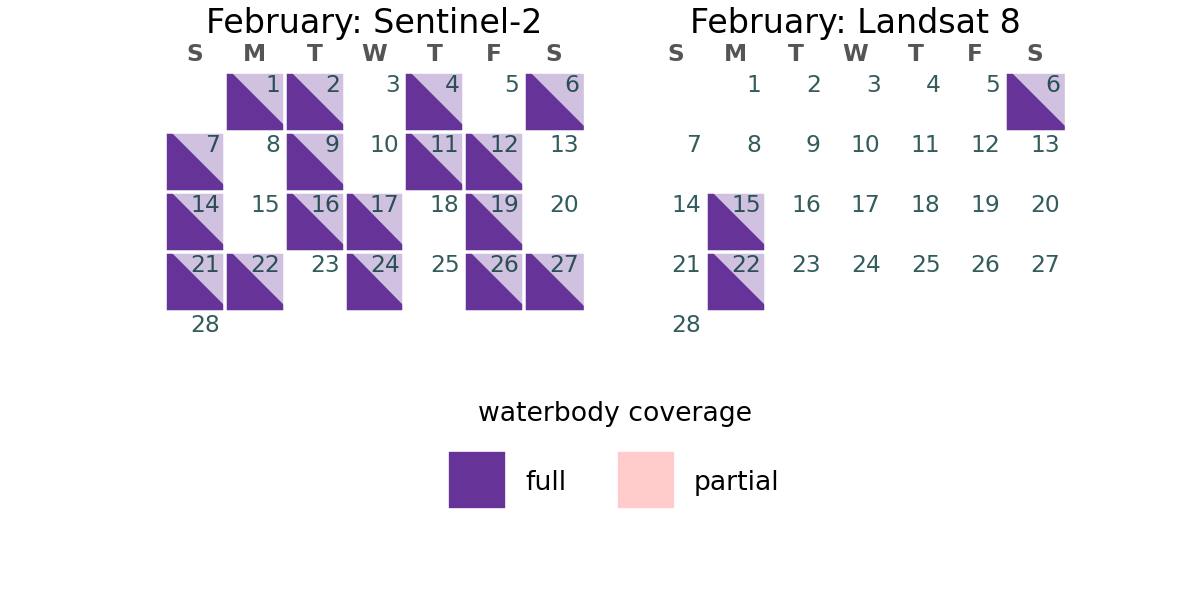 February: Sentinel-2
S M T W T F S
1 2 3 4 5 6
7 8 9 10 11 12 13
14 15 16 17 18 19 20
21 22 23 24 25 26 27
28
February: Landsat 8
S M T W T F S
1 2 3 4 5 6
7 8 9 10 11 12 13
14 15 16 17 18 19 20
21 22 23 24 25 26 27
28
waterbody coverage
full partial